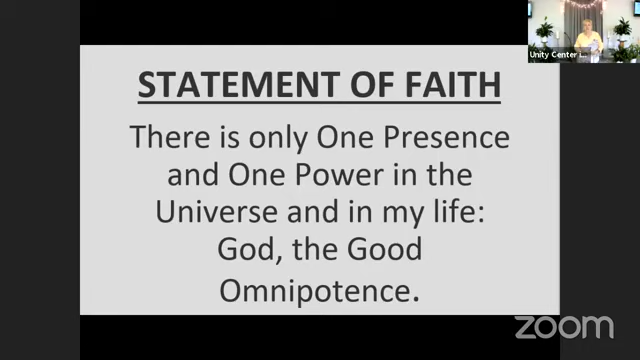 STATEMENT OF FAITH
There is only One Presence
and One Power in the
Universe and in my life:
God, the Good
Omnipotence.
Unity Center i...
zoom